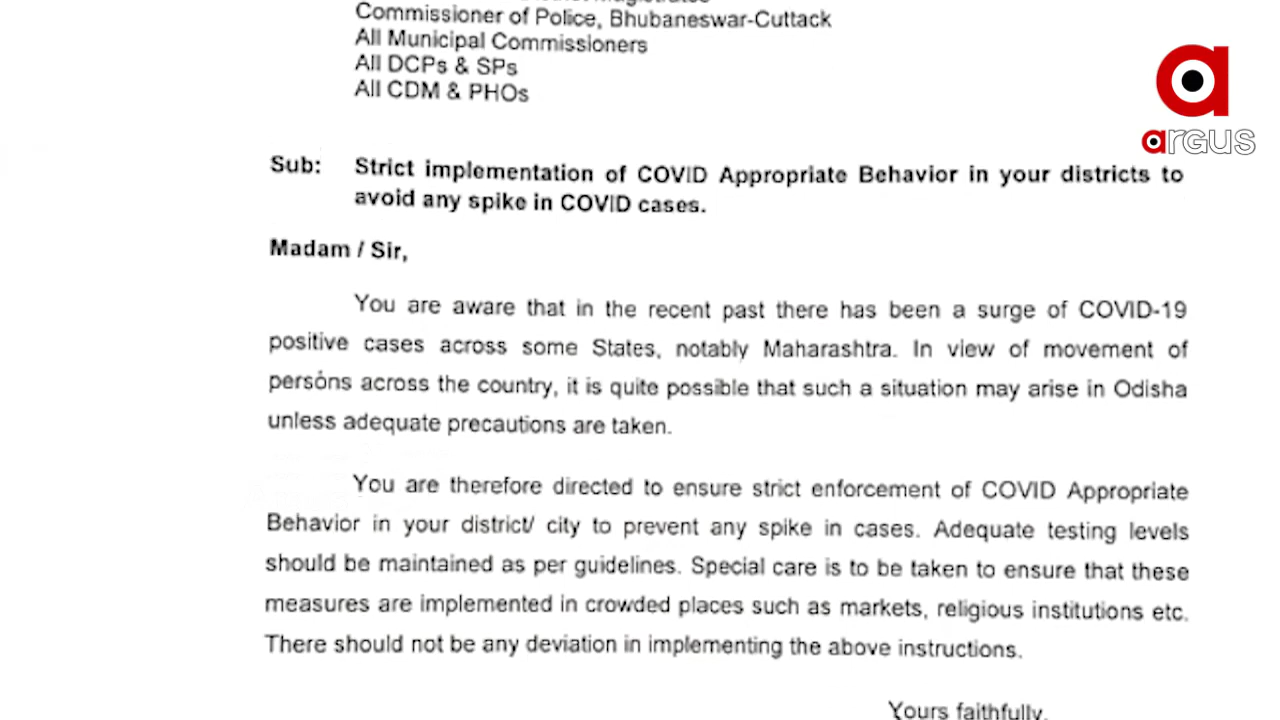 Commissioner of Police, Bhubaneswar-Cuttack
All Municipal Commissioners
All DCPs & SPs
All CDM & PHOs
argus
Sub: Strict implementation of COVID Appropriate Behavior in your districts to
avoid any spike in COVID cases.
Madam / Sir,
You are aware that in the recent past there has been a surge of COVID-19
positive cases across some States, notably Maharashtra. In view of movement of
persons across the country, it is quite possible that such a situation may arise in Odisha
unless adequate precautions are taken.
You are therefore directed to ensure strict enforcement of COVID Appropriate
Behavior in your district/ city to prevent any spike in cases. Adequate testing levels
should be maintained as per guidelines. Special care is to be taken to ensure that these
measures are implemented in crowded places such as markets, religious institutions etc.
There should not be any deviation in implementing the above instructions.
Yours faithfully,